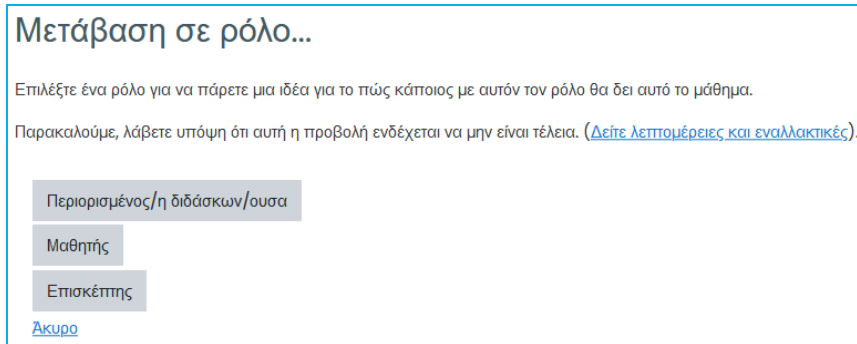 Μετάβαση σε ρόλο...
Επιλέξτε ένα ρόλο για να πάρετε μια ιδέα για το πώς κάποιος με αυτόν τον ρόλο θα δει αυτό το μάθημα.
Παρακαλούμε, λάβετε υπόψη ότι αυτή η προβολή ενδέχεται να μην είναι τέλεια. (Δείτε λεπτομέρειες και εναλλακτικές).
Περιορισμένος/η διδάσκων/ουσα
Μαθητής
Επισκέπτης
Άκυρο